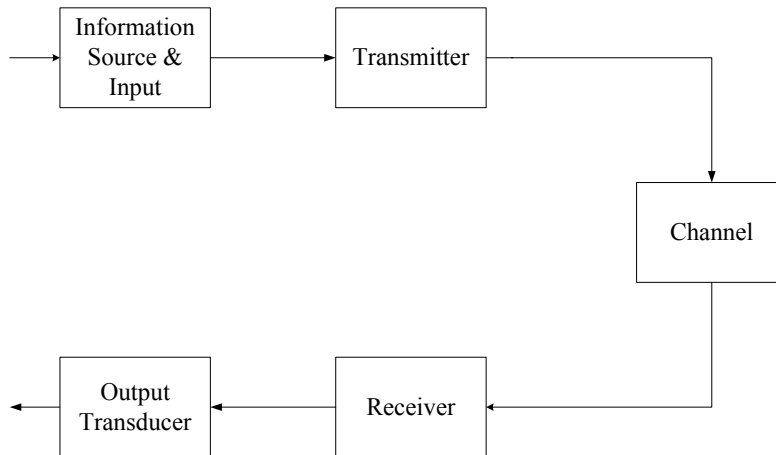 Information
Source &
Input
Transmitter
Channel
Receiver
Output
Transducer